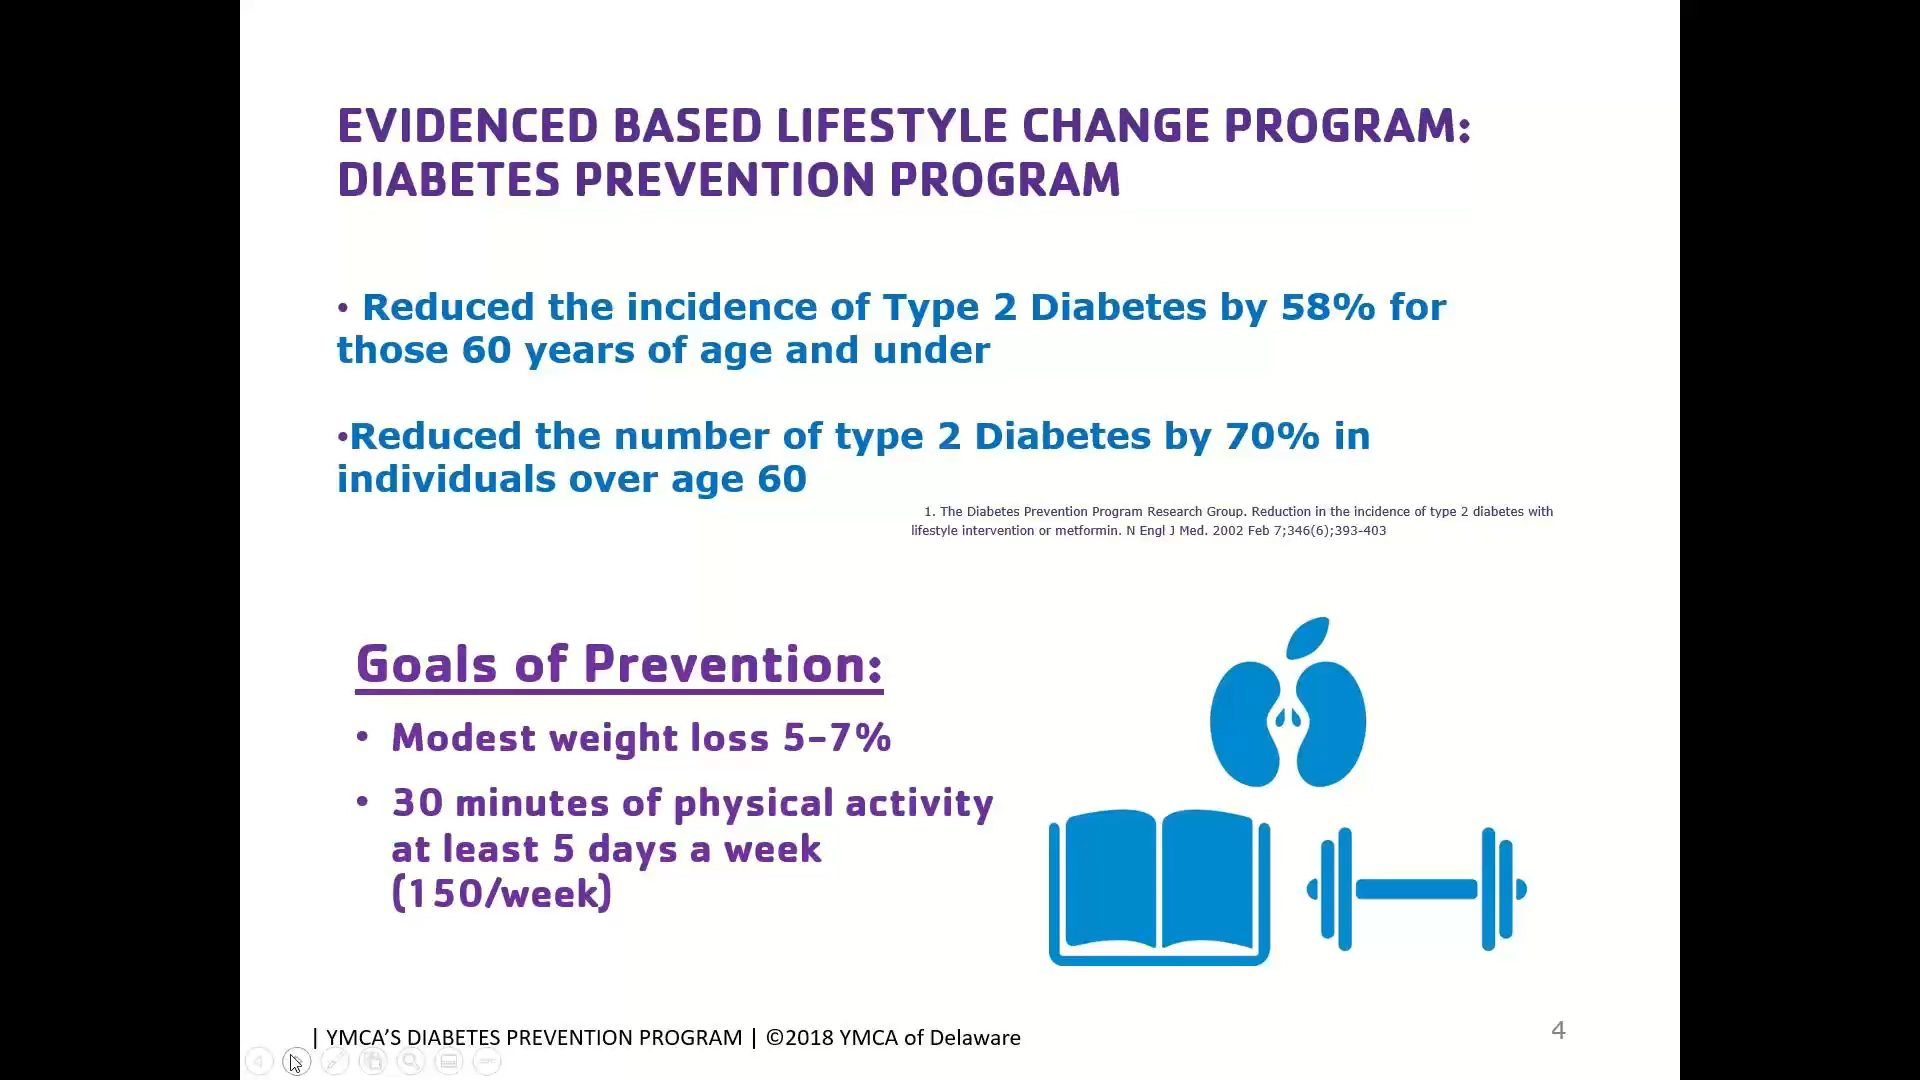 EVIDENCED BASED LIFESTYLE CHANGE PROGRAM:
DIABETES PREVENTION PROGRAM
• Reduced the incidence of Type 2 Diabetes by 58% for
those 60 years of age and under
•Reduced the number of type 2 Diabetes by 70% in
individuals over age 60
1. The Diabetes Prevention Program Research Group. Reduction in the incidence of type 2 diabetes with
lifestyle intervention or metformin. N Engl J Med. 2002 Feb 7;346(6);393-403
Goals of Prevention:
• Modest weight loss 5–7%
• 30 minutes of physical activity
at least 5 days a week
(150/week)
| YMCA'S DIABETES PREVENTION PROGRAM | ©2018 YMCA of Delaware
4